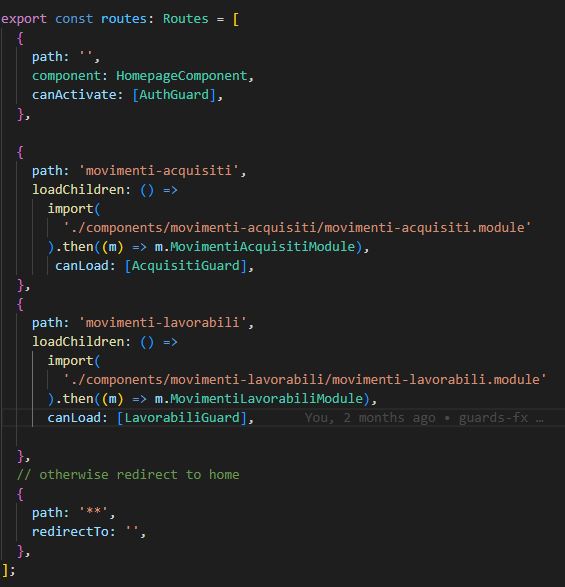 export const routes: Routes = [
{
path: '',
component: HomepageComponent,
canActivate: [AuthGuard],
},
{
path: 'movimenti-acquisiti',
loadChildren: () =>
import(
'./components/movimenti-acquisiti/movimenti-acquisiti.module'
).then((m) => m.MovimentiAcquisitiModule),
canLoad: [AcquisitiGuard],
},
{
path: 'movimenti-lavorabili',
loadChildren: () =>
import(
'./components/movimenti-lavorabili/movimenti-lavorabili.module'
).then((m) => m.MovimentiLavorabiliModule),
canLoad: [LavorabiliGuard], You, 2 months ago • guards-fx …
},
// otherwise redirect to home
{
path: '**',
redirectTo: '',
},
];